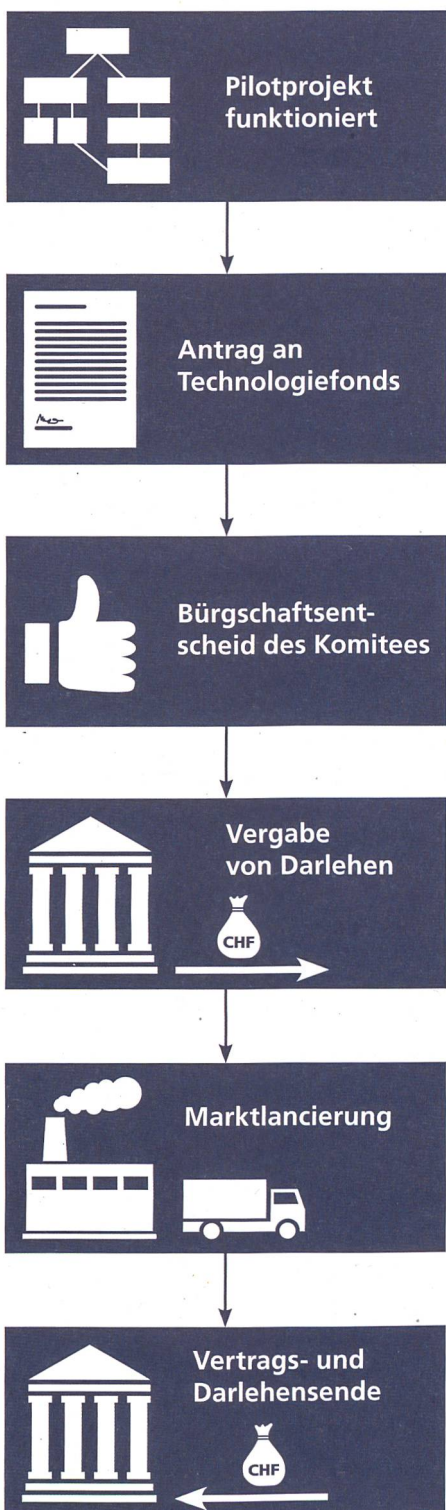 Pilotprojekt
funktioniert
Antrag an
Technologiefonds
Bürgschaftsent-
scheid des Komitees
Vergabe
von Darlehen
CHF
Marktlancierung
Vertrags- und
Darlehensende
CHF